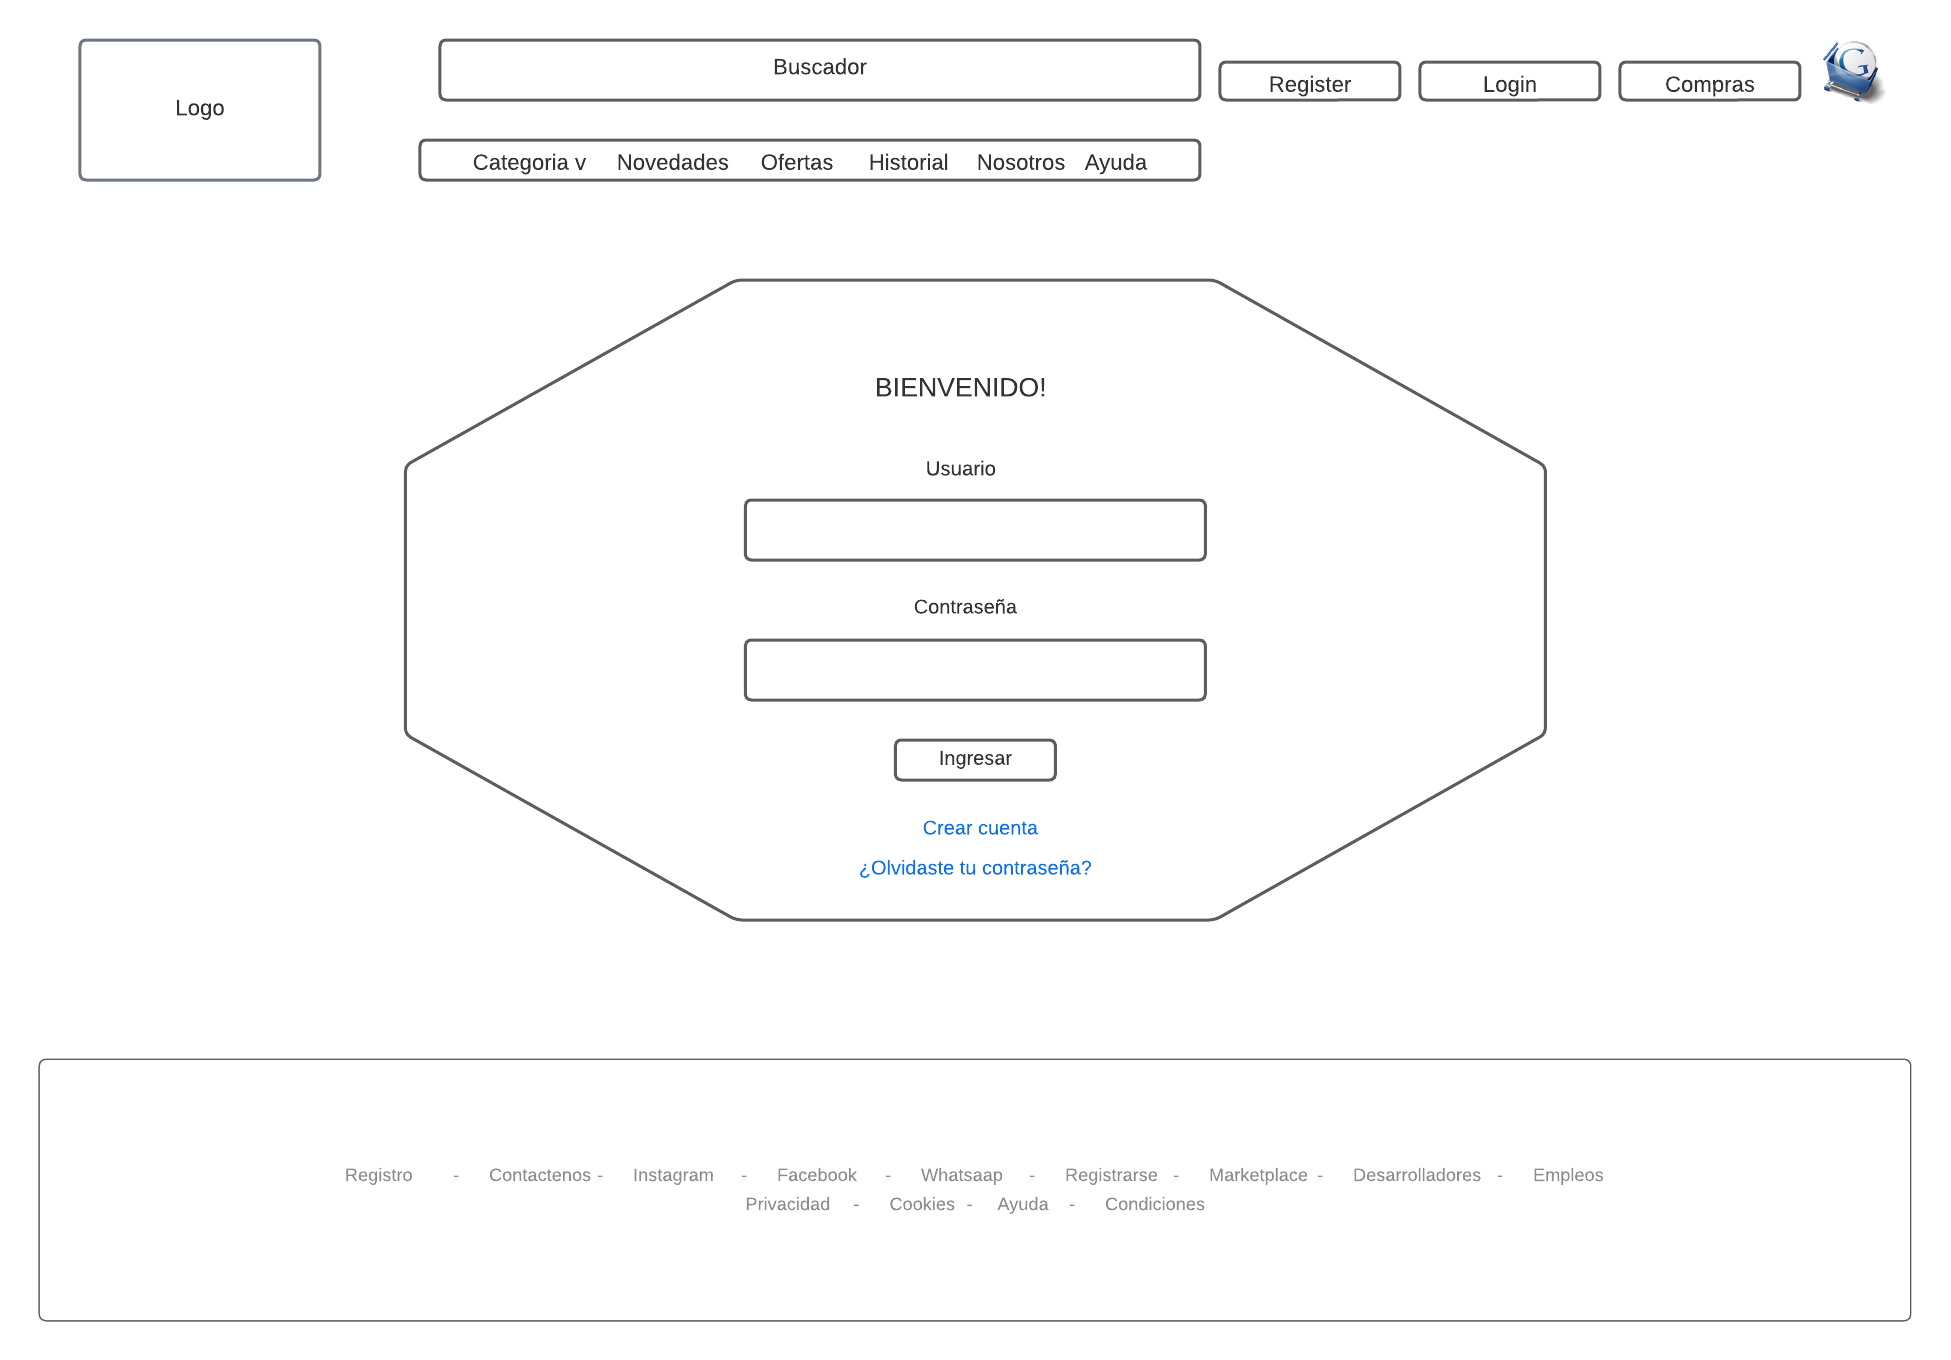 Logo
Buscador
Register
Login
Compras
G
Categoria v Novedades Ofertas Historial Nosotros Ayuda
BIENVENIDO!
Usuario
Contraseña
Ingresar
Crear cuenta
¿Olvidaste tu contraseña?
Registro - Contactenos - Instagram - Facebook - Whatsaap - Registrarse - Marketplace - Desarrolladores - Empleos
Privacidad - Cookies - Ayuda - Condiciones